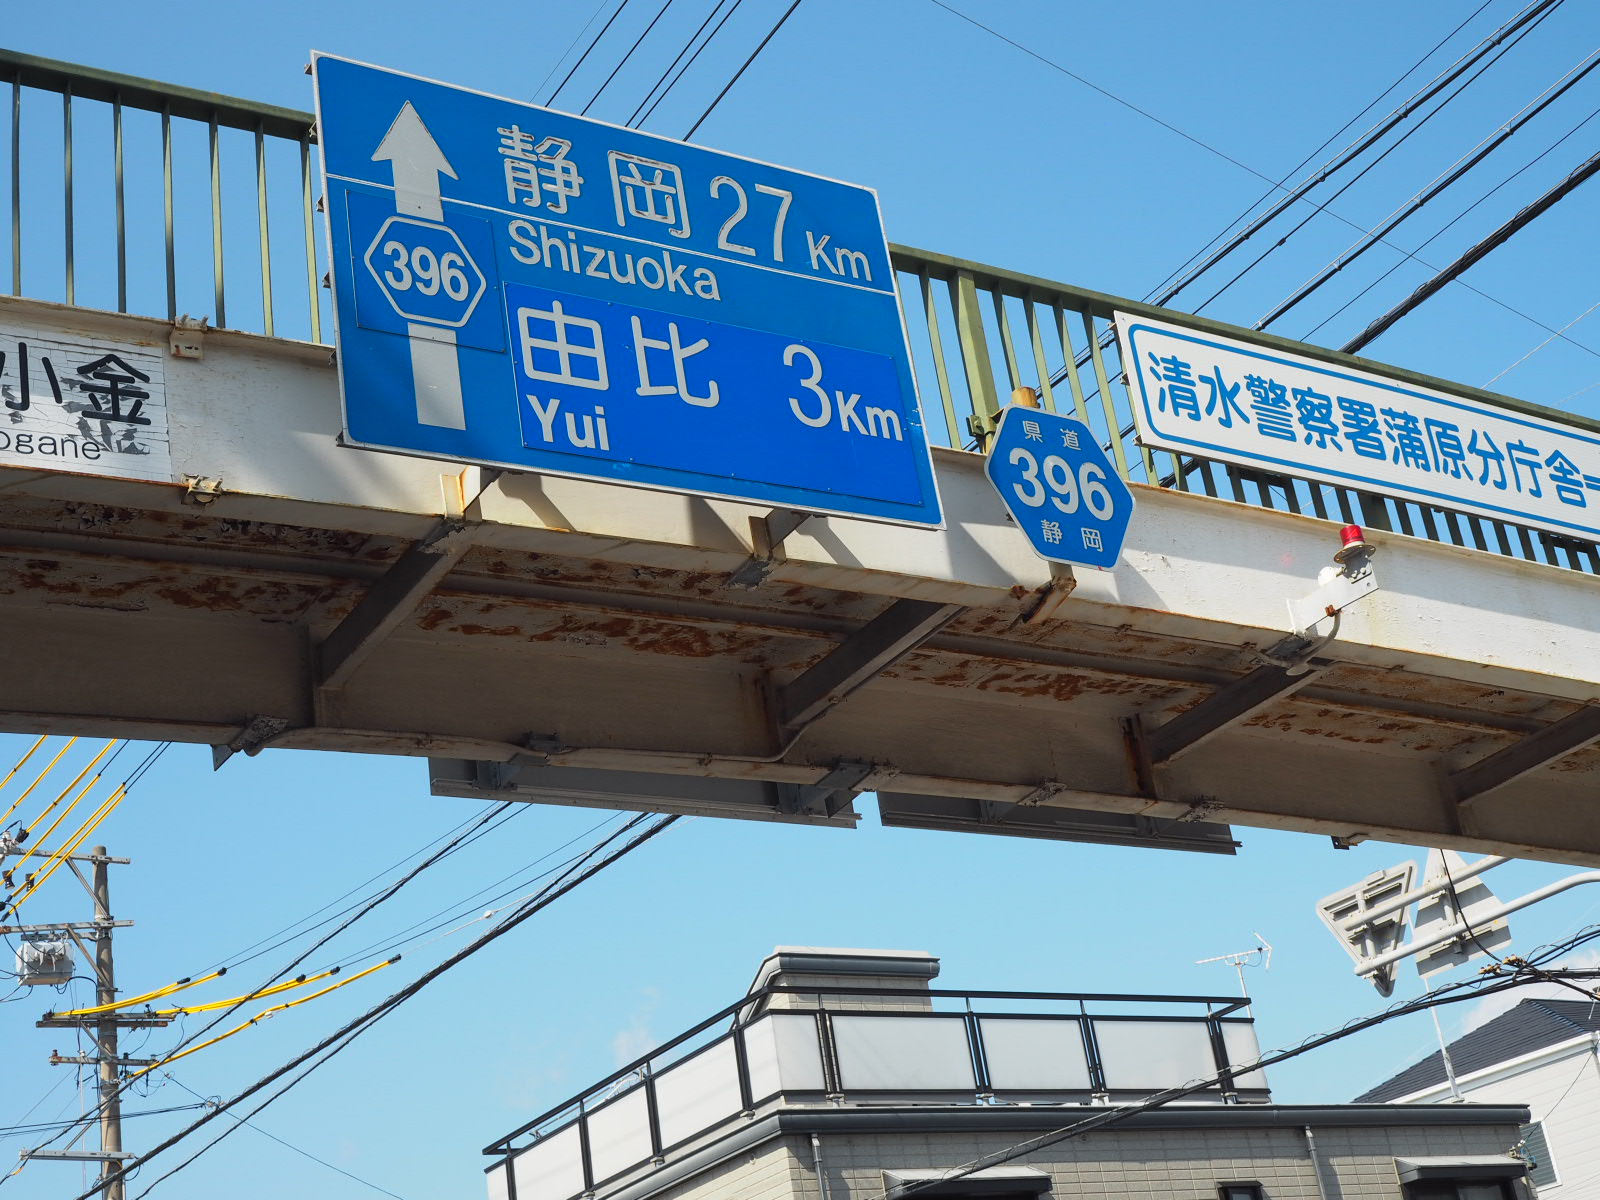 静岡 27 Km
Shizuoka
396
由比 3 Km
Yui
小金
ogane
県道
396
静岡
清水警察署蒲原分庁舎